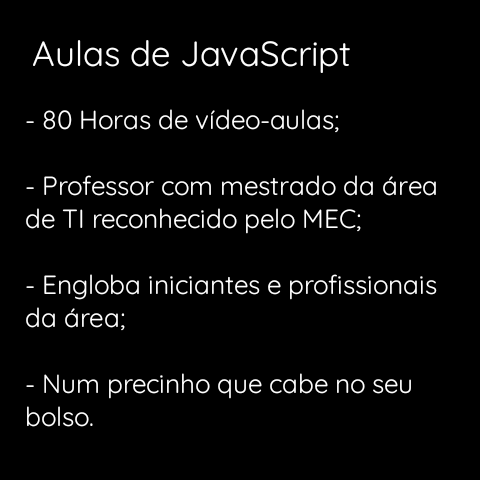 Aulas de JavaScript
- 80 Horas de vídeo-aulas;
- Professor com mestrado da área
de TI reconhecido pelo MEC;
- Engloba iniciantes e profissionais
da área;
- Num precinho que cabe no seu
bolso.